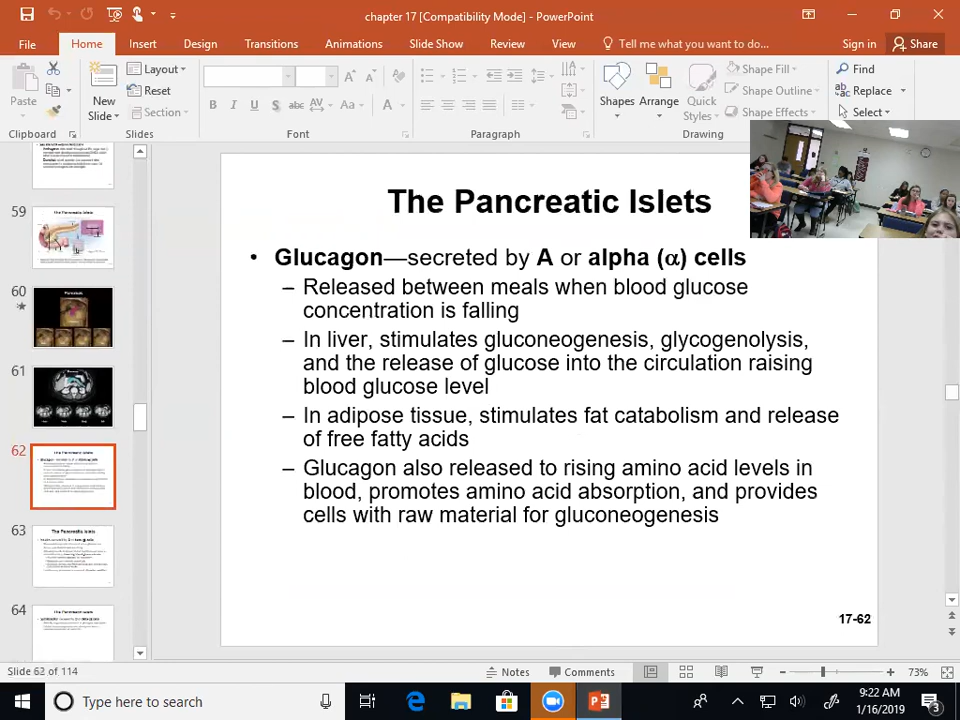 chapter 17 [Compatibility Mode] - PowerPoint
File Home Insert Design Transitions Animations Slide Show Review View Tell me what you want to do... Sign in Share
Paste
New
Slide
Layout
Reset
Section
B I U S abc AV Aa A
Shapes Arrange Quick
Styles
Shape Fill
Shape Outline
Shape Effects
Find
Replace
Select
Clipboard Slides Font Paragraph Drawing
59
60
61
62
63
64
The Pancreatic Islets
• Glucagon—secreted by A or alpha (α) cells
– Released between meals when blood glucose
concentration is falling
– In liver, stimulates gluconeogenesis, glycogenolysis,
and the release of glucose into the circulation raising
blood glucose level
– In adipose tissue, stimulates fat catabolism and release
of free fatty acids
– Glucagon also released to rising amino acid levels in
blood, promotes amino acid absorption, and provides
cells with raw material for gluconeogenesis
17-62
Slide 62 of 114 Notes Comments 73%
Type here to search
9:22 AM
1/16/2019
3